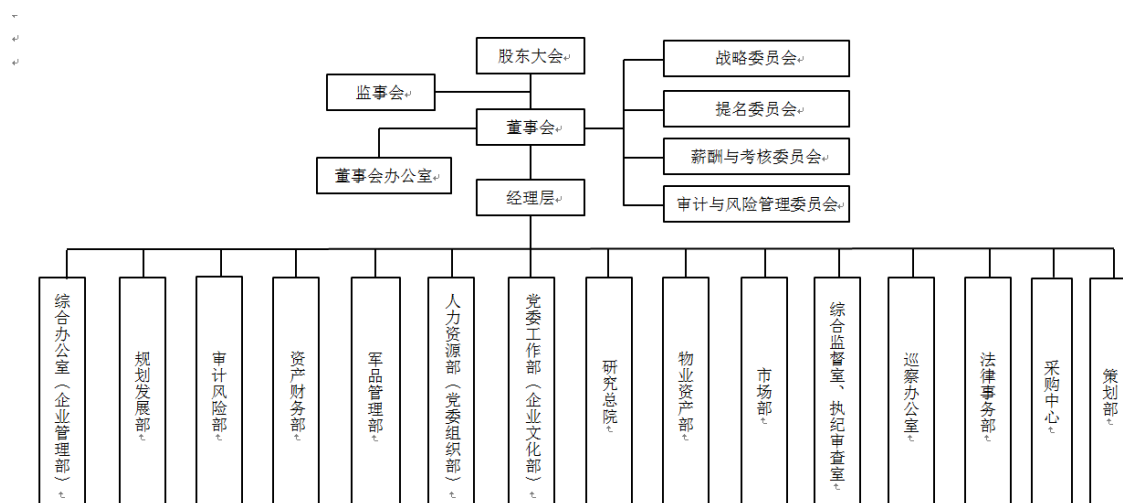 股东大会
战略委员会
监事会
提名委员会
董事会
薪酬与考核委员会
董事会办公室
经理层
审计与风险管理委员会
综合办公室（企业管理部）
规划发展部
审计风险部
资产财务部
军品管理部
人力资源部（党委组织部）
党委工作部（企业文化部）
研究总院
物业资产部
市场部
综合监督室、执纪审查室
巡察办公室
法律事务部
采购中心
策划部